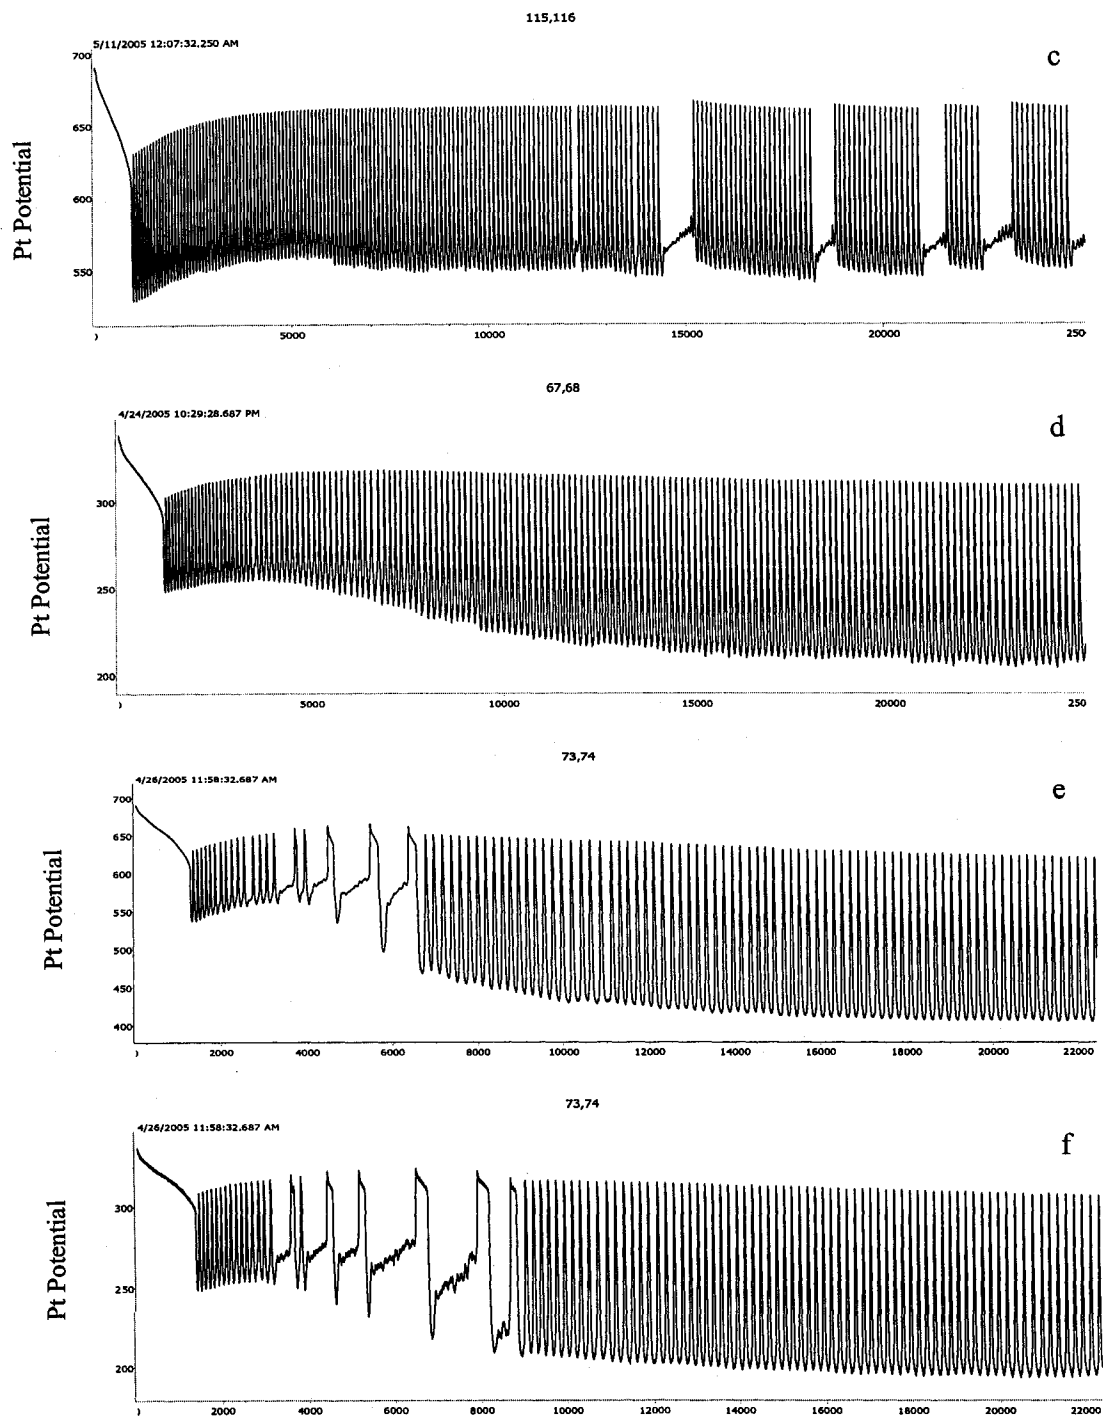 115,116
5/11/2005 12:07:32.250 AM
c
700
650
600
550
Pt Potential
) 5000 10000 15000 20000 250
67,68
4/24/2005 10:29:28.687 PM
d
300
250
200
Pt Potential
) 5000 10000 15000 20000 250
73,74
4/26/2005 11:58:32.687 AM
e
700
650
600
550
500
450
400
Pt Potential
) 2000 4000 6000 8000 10000 12000 14000 16000 18000 20000 22000
73,74
4/26/2005 11:58:32.687 AM
f
300
250
200
Pt Potential
) 2000 4000 6000 8000 10000 12000 14000 16000 18000 20000 22000